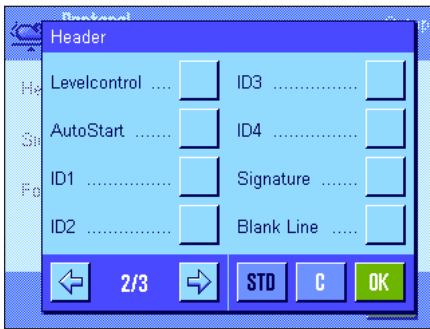 Header
Levelcontrol ....
ID3 ...............
AutoStart .......
ID4 ...............
ID1 ...............
Signature .......
ID2 ...............
Blank Line .....
2/3
STD
C
OK